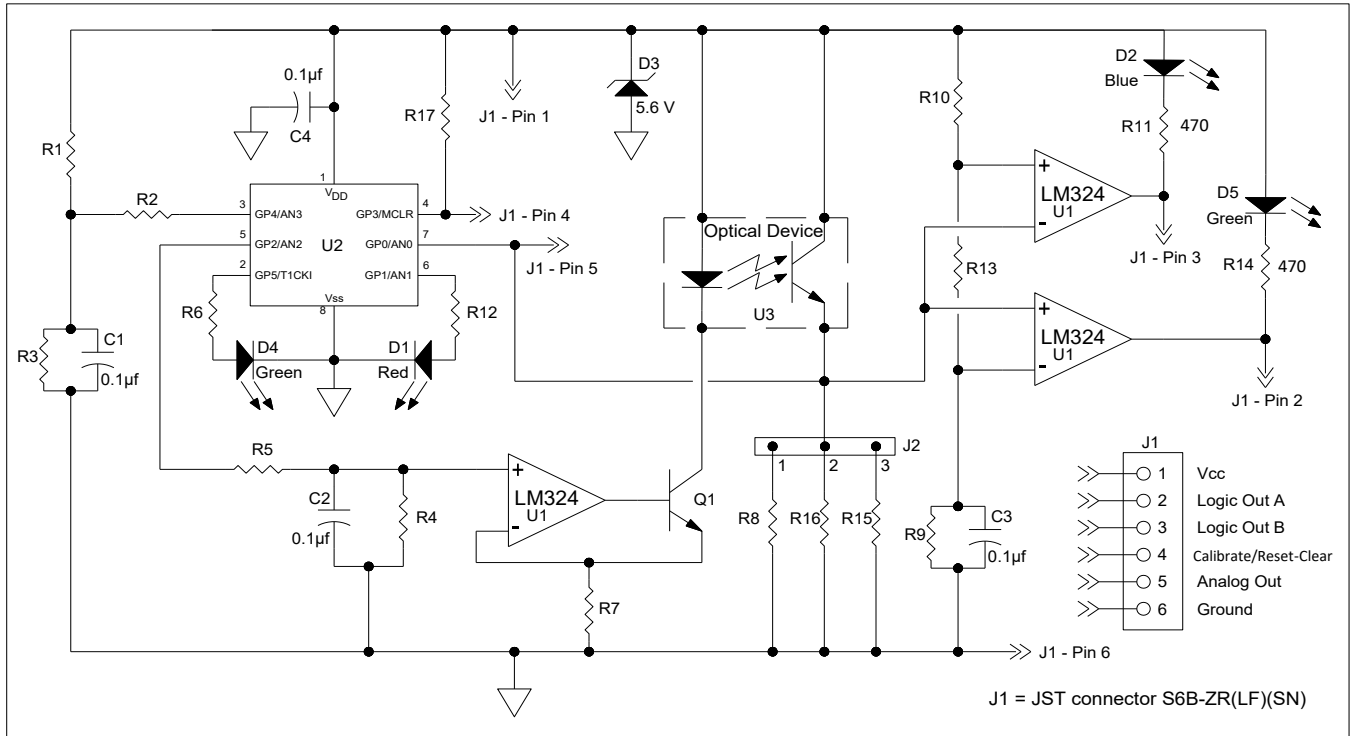 D2
Blue
D3
5.6 V
0.1µf
C4
R17
J1 - Pin 1
R10
R11
470
R1
R2
1
VDD
3
GP4/AN3
GP3/MCLR
4
J1 - Pin 4
5
GP2/AN2
U2
GP0/AN0
7
J1 - Pin 5
2
GP5/T1CKI
GP1/AN1
6
Vss
8
R6
R12
D4
Green
D1
Red
Optical Device
U3
+
LM324
U1
-
J1 - Pin 3
D5
Green
R14
470
R13
+
LM324
U1
-
J1 - Pin 2
R3
C1
0.1µf
R5
C2
0.1µf
R4
+
LM324
U1
-
Q1
R7
J2
1
2
3
R8
R16
R15
R9
C3
0.1µf
J1
1 Vcc
2 Logic Out A
3 Logic Out B
4 Calibrate/Reset-Clear
5 Analog Out
6 Ground
J1 - Pin 6
J1 = JST connector S6B-ZR(LF)(SN)